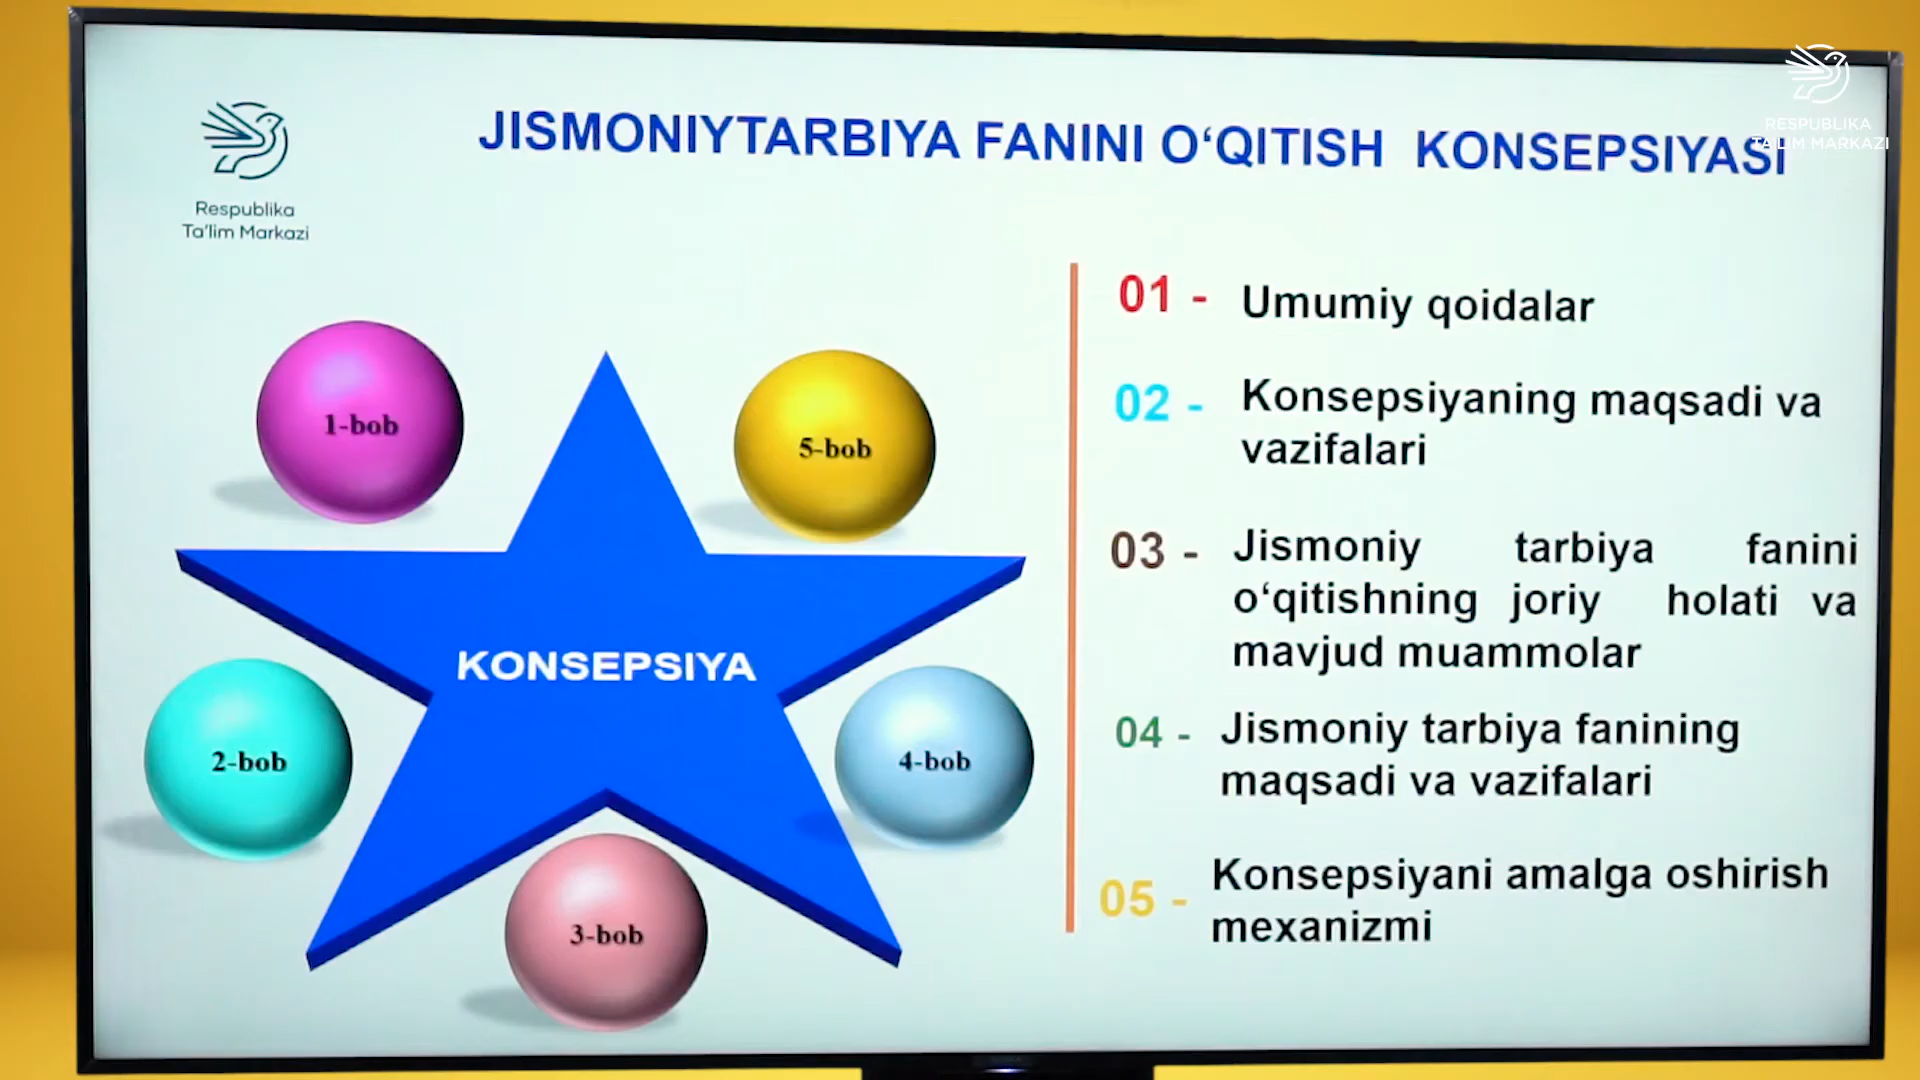 JISMONIYTARBIYA FANINI O‘QITISH KONSEPSIYASI
RESPUBLIKA
TA'LIM MARKAZI
Respublika
Ta'lim Markazi
1-bob
5-bob
KONSEPSIYA
2-bob
4-bob
3-bob
01 - Umumiy qoidalar
02 - Konsepsiyaning maqsadi va
vazifalari
03 - Jismoniy tarbiya fanini
o‘qitishning joriy holati va
mavjud muammolar
04 - Jismoniy tarbiya fanining
maqsadi va vazifalari
05 - Konsepsiyani amalga oshirish
mexanizmi